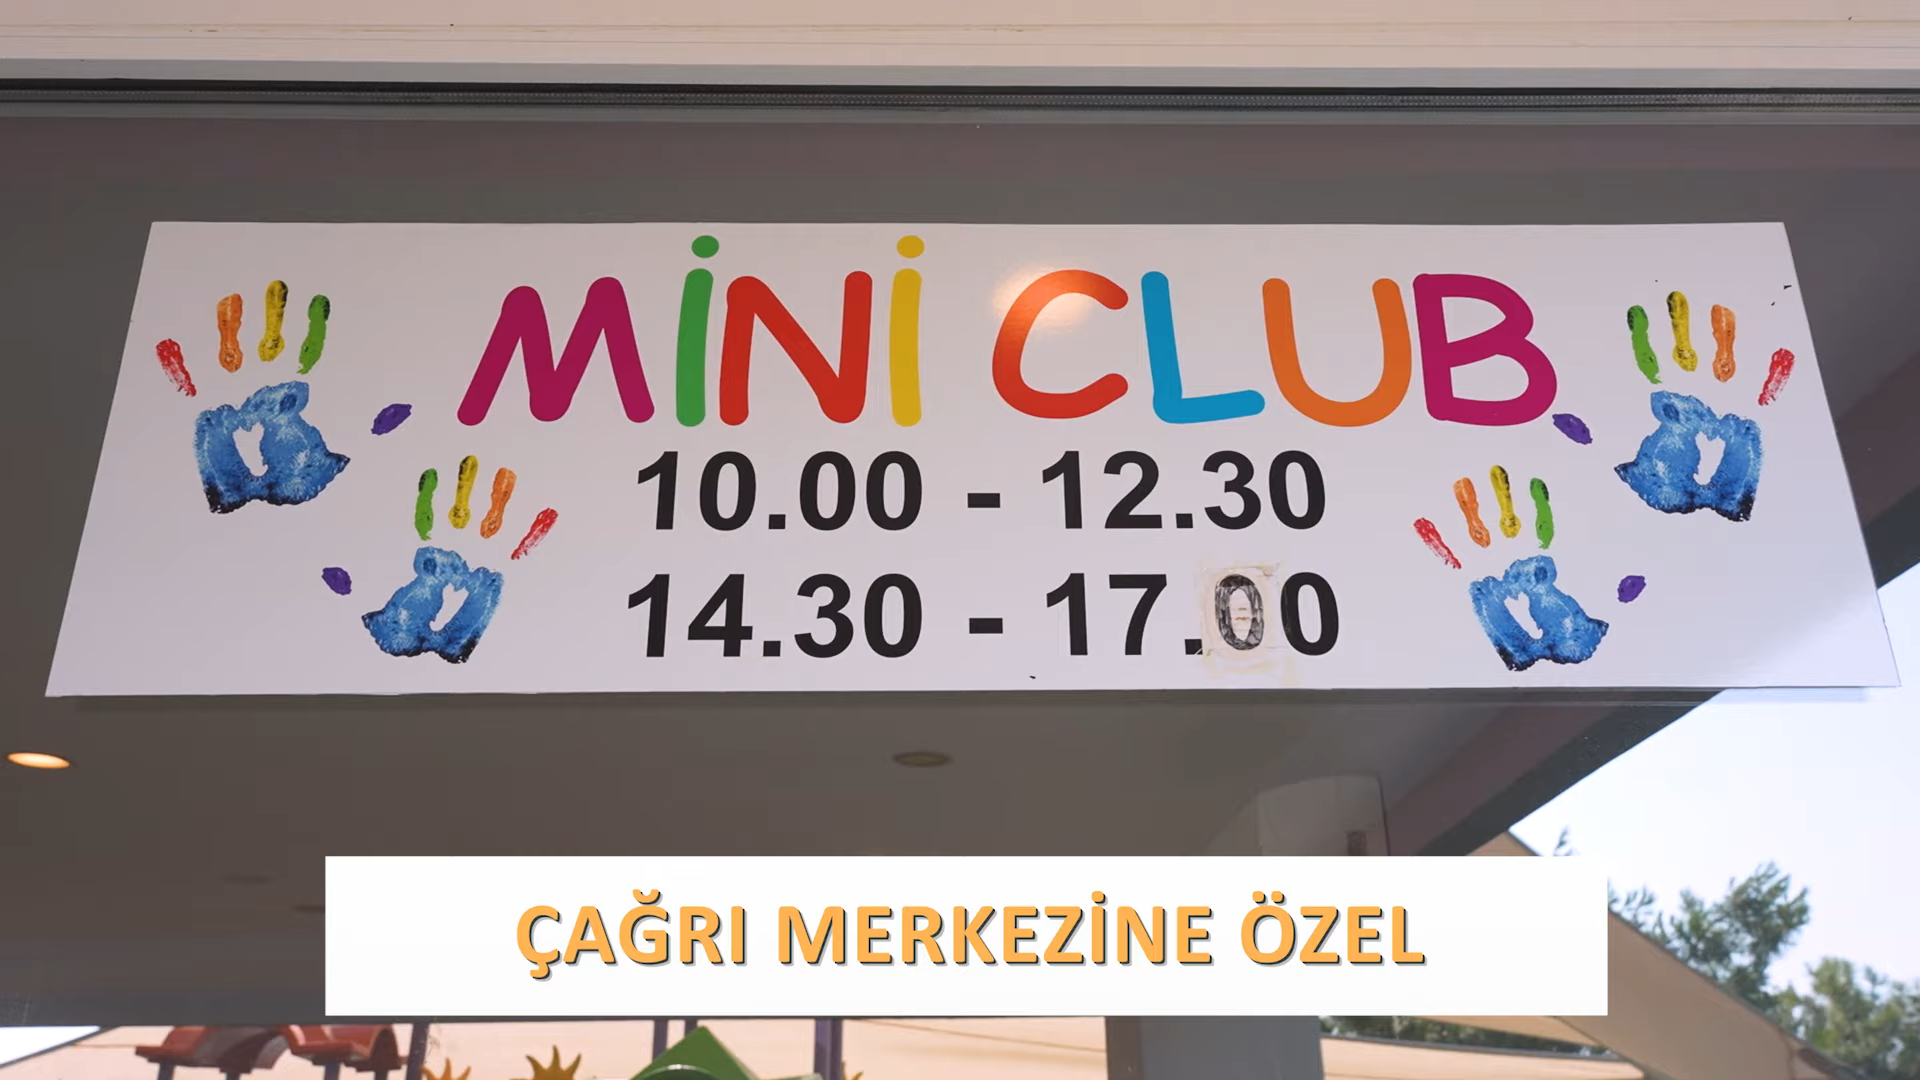 MİNİ CLUB
10.00 - 12.30
14.30 - 17.00
ÇAĞRI MERKEZİNE ÖZEL